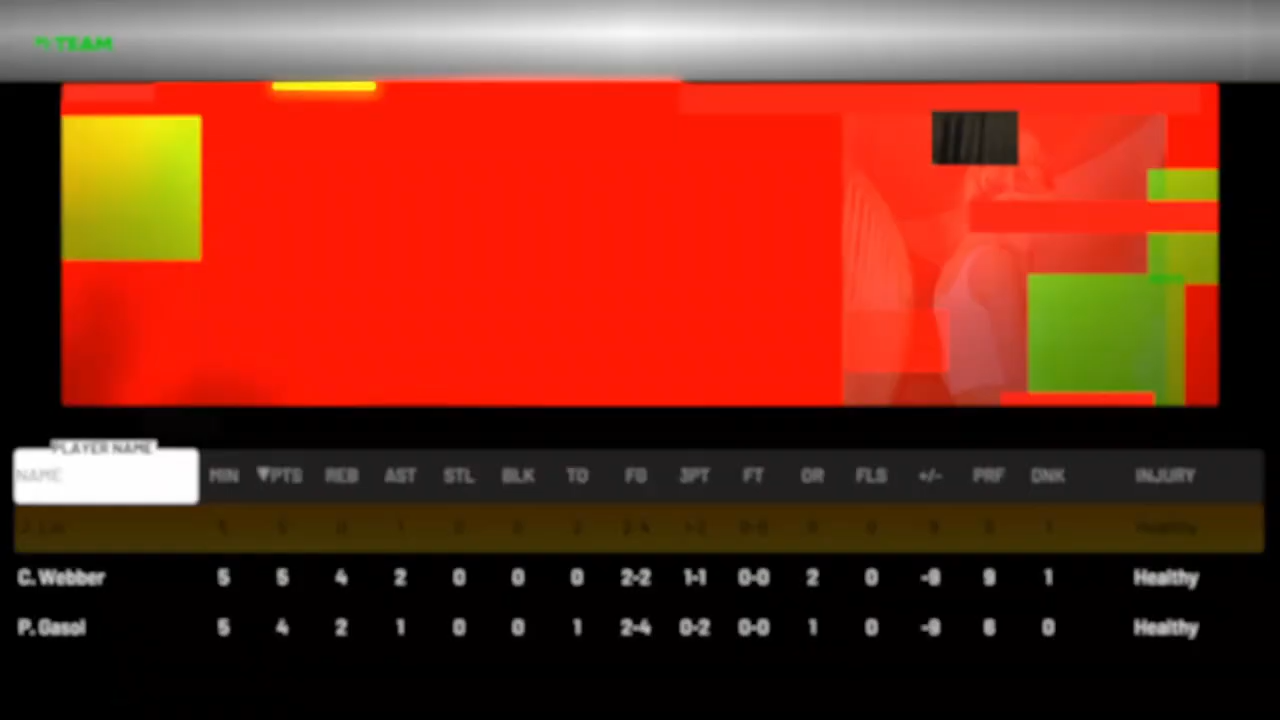 TEAM
PLAYER NAME
NAME MIN ▼PTS REB AST STL BLK TO FG 3PT FT OR FLS +/- PRF DNK INJURY
C. Webber 5 5 4 2 0 0 0 2-2 1-1 0-0 2 0 -9 9 1 Healthy
P. Gasol 5 4 2 1 0 0 1 2-4 0-2 0-0 1 0 -9 6 0 Healthy